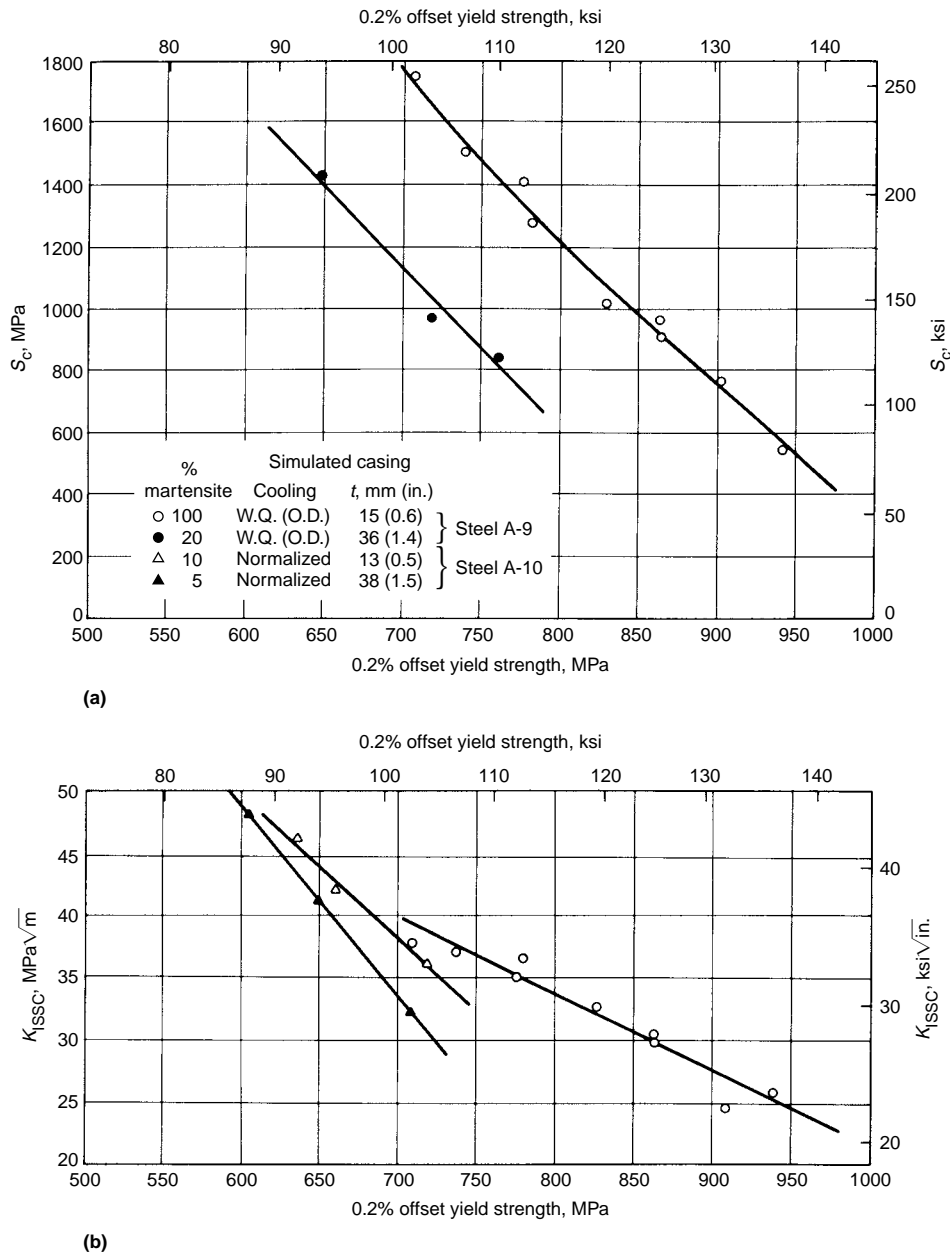 0.2% offset yield strength, ksi
80 90 100 110 120 130 140
1800
1600
1400
1200
1000
800
600
400
200
0
S_c, MPa
250
200
150
100
50
0
S_c, ksi
% Simulated casing
martensite Cooling t, mm (in.)
○ 100 W.Q. (O.D.) 15 (0.6)
● 20 W.Q. (O.D.) 36 (1.4)
} Steel A-9
△ 10 Normalized 13 (0.5)
▲ 5 Normalized 38 (1.5)
} Steel A-10
500 550 600 650 700 750 800 850 900 950 1000
0.2% offset yield strength, MPa
(a)
0.2% offset yield strength, ksi
80 90 100 110 120 130 140
50
45
40
35
30
25
20
K_ISSC, MPa√m
40
30
20
K_ISSC, ksi√in.
500 550 600 650 700 750 800 850 900 950 1000
0.2% offset yield strength, MPa
(b)